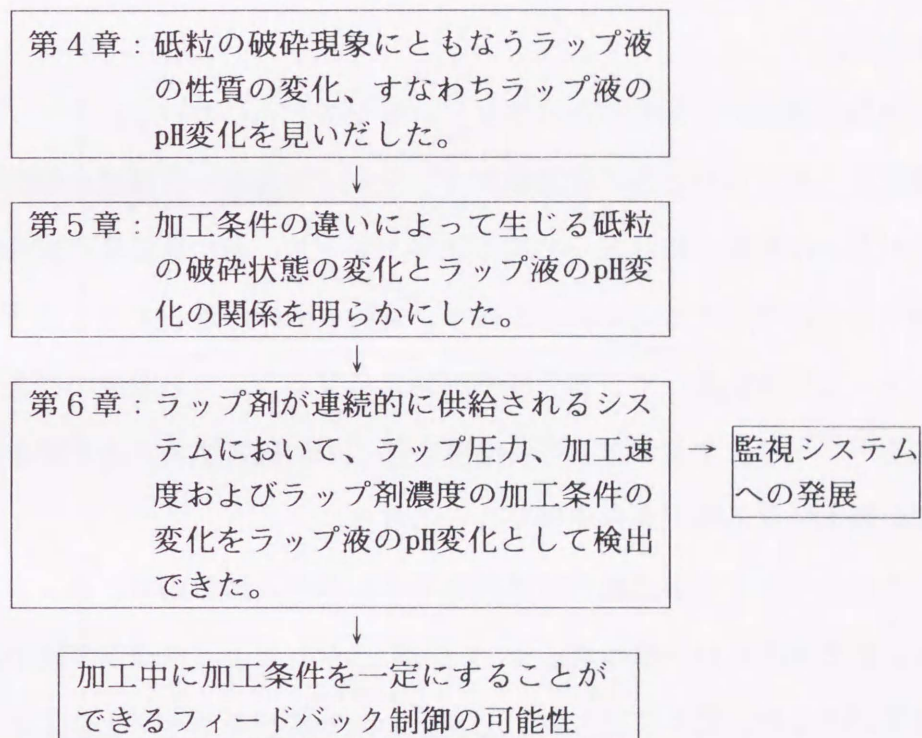 第4章：砥粒の破砕現象にともなうラップ液
の性質の変化、すなわちラップ液の
pH変化を見いだした。
↓
第5章：加工条件の違いによって生じる砥粒
の破砕状態の変化とラップ液のpH変
化の関係を明らかにした。
↓
第6章：ラップ剤が連続的に供給されるシス
テムにおいて、ラップ圧力、加工速
度およびラップ剤濃度の加工条件の
変化をラップ液のpH変化として検出
できた。
→ 監視システム
への発展
↓
加工中に加工条件を一定にすることが
できるフィードバック制御の可能性